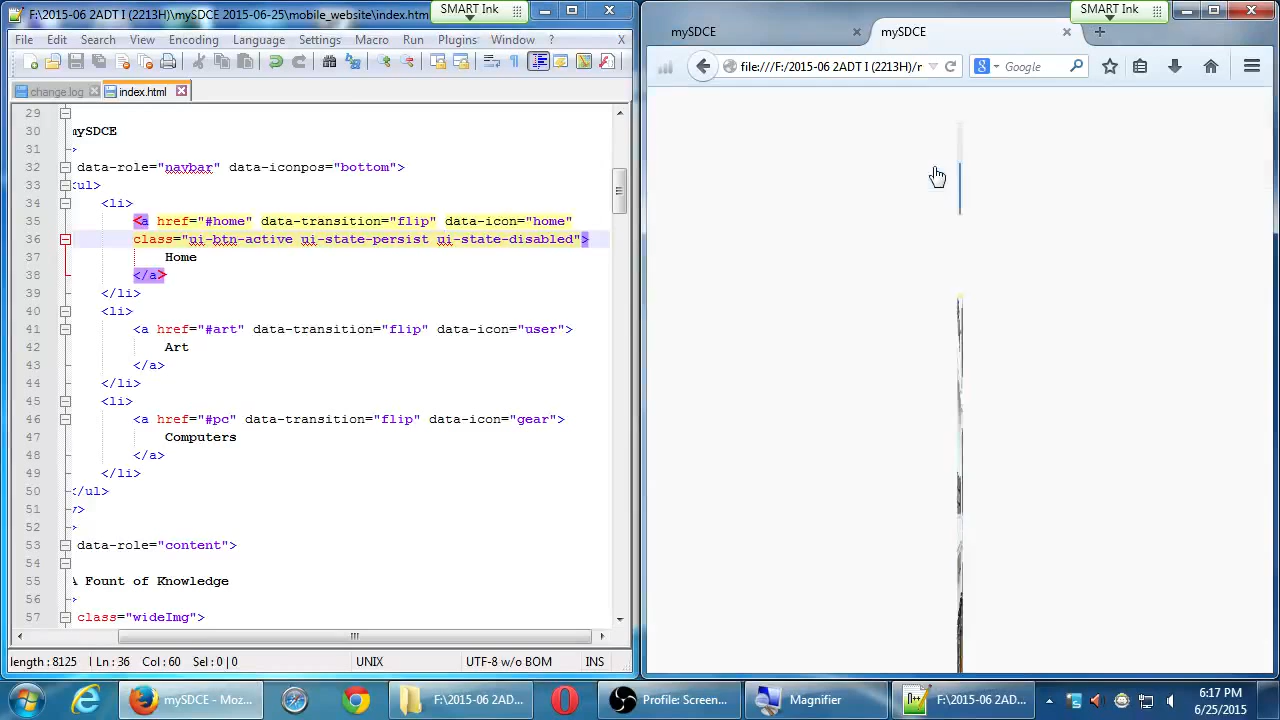 F:\2015-06 2ADT I (2213H)\mySDCE 2015-06-25\mobile_website\index.htm
SMART Ink
File Edit Search View Encoding Language Settings Macro Run Plugins Window ? X
change.log index.html
29
30 mySDCE
31 >
32 data-role="navbar" data-iconpos="bottom">
33 <ul>
34 <li>
35 <a href="#home" data-transition="flip" data-icon="home"
36 class="ui-btn-active ui-state-persist ui-state-disabled">
37 Home
38 </a>
39 </li>
40 <li>
41 <a href="#art" data-transition="flip" data-icon="user">
42 Art
43 </a>
44 </li>
45 <li>
46 <a href="#pc" data-transition="flip" data-icon="gear">
47 Computers
48 </a>
49 </li>
50 </ul>
51 />
52 >
53 data-role="content">
54
55 A Fount of Knowledge
56 >
57 class="wideImg">
length : 8125 Ln : 36 Col : 60 Sel : 0 | 0 UNIX UTF-8 w/o BOM INS
SMART Ink
mySDCE mySDCE
file:///F:/2015-06 2ADT I (2213H)/r Google
mySDCE - Moz... F:\2015-06 2AD... Profile: Screen... Magnifier F:\2015-06 2AD...
6:17 PM
6/25/2015